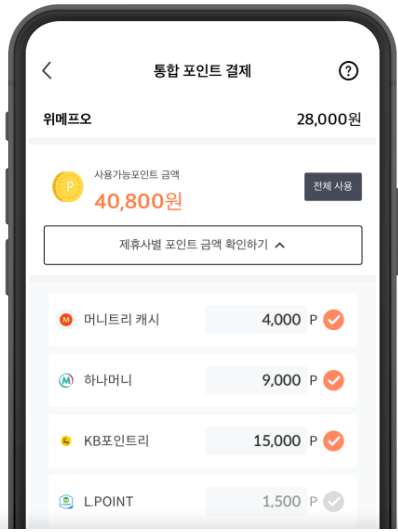 통합 포인트 결제
?
위메프오 28,000원
사용가능포인트 금액
P
40,800원
전체 사용
제휴사별 포인트 금액 확인하기
M 머니트리 캐시 4,000 P
M 하나머니 9,000 P
KB포인트리 15,000 P
L.POINT 1,500 P